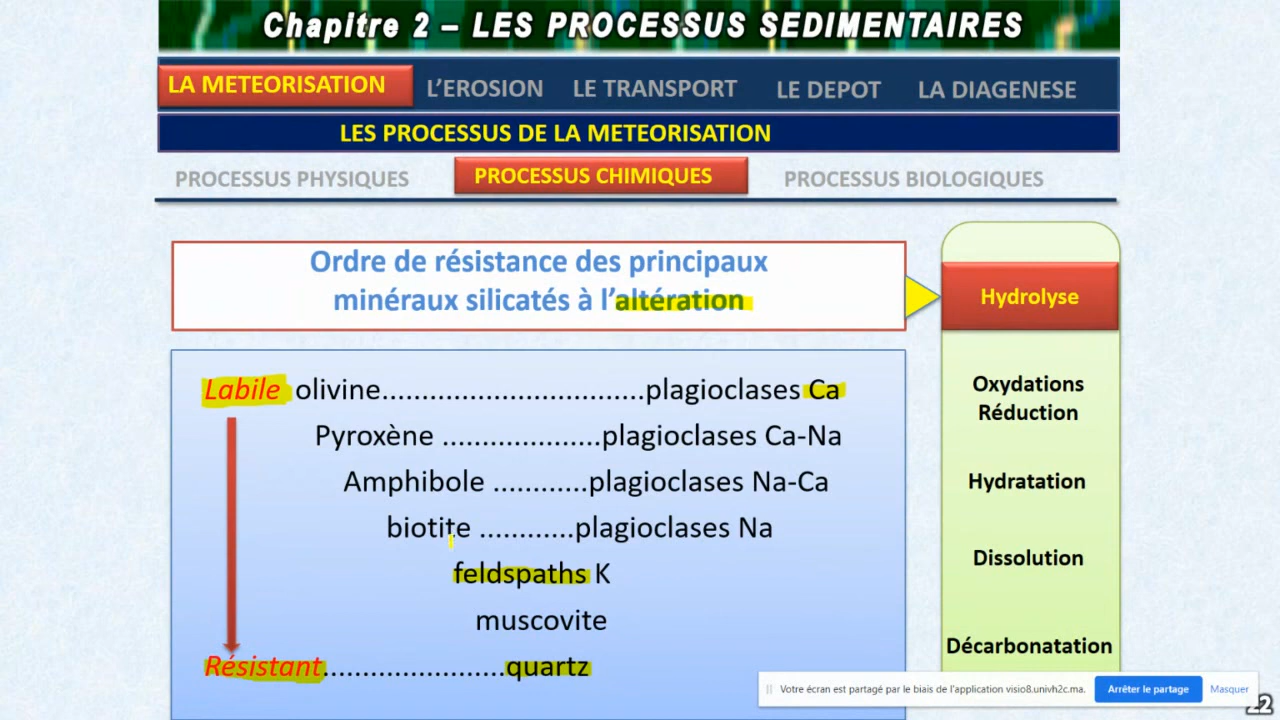 Chapitre 2 – LES PROCESSUS SEDIMENTAIRES
LA METEORISATION L’EROSION LE TRANSPORT LE DEPOT LA DIAGENESE
LES PROCESSUS DE LA METEORISATION
PROCESSUS PHYSIQUES PROCESSUS CHIMIQUES PROCESSUS BIOLOGIQUES
Ordre de résistance des principaux
minéraux silicatés à l’altération
Labile olivine.................................plagioclases Ca
Pyroxène ....................plagioclases Ca-Na
Amphibole ............plagioclases Na-Ca
biotite ............plagioclases Na
feldspaths K
muscovite
Résistant.......................quartz
Hydrolyse
Oxydations
Réduction
Hydratation
Dissolution
Décarbonatation
Votre écran est partagé par le biais de l'application visio8.univh2c.ma. Arrêter le partage Masquer
22